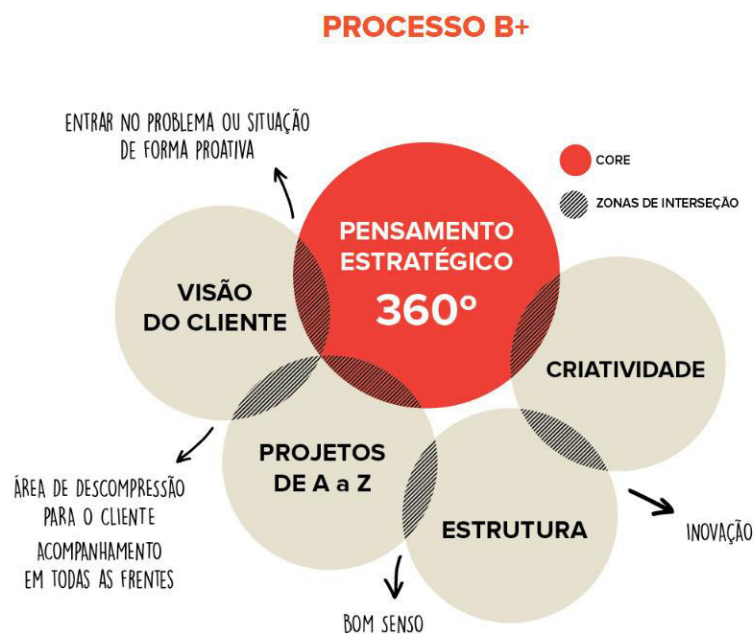 PROCESSO B+
ENTRAR NO PROBLEMA OU SITUAÇÃO
DE FORMA PROATIVA
CORE
ZONAS DE INTERSEÇÃO
PENSAMENTO
ESTRATÉGICO
360º
VISÃO
DO CLIENTE
CRIATIVIDADE
PROJETOS
DE A a Z
ESTRUTURA
ÁREA DE DESCOMPRESSÃO
PARA O CLIENTE
ACOMPANHAMENTO
EM TODAS AS FRENTES
INOVAÇÃO
BOM SENSO